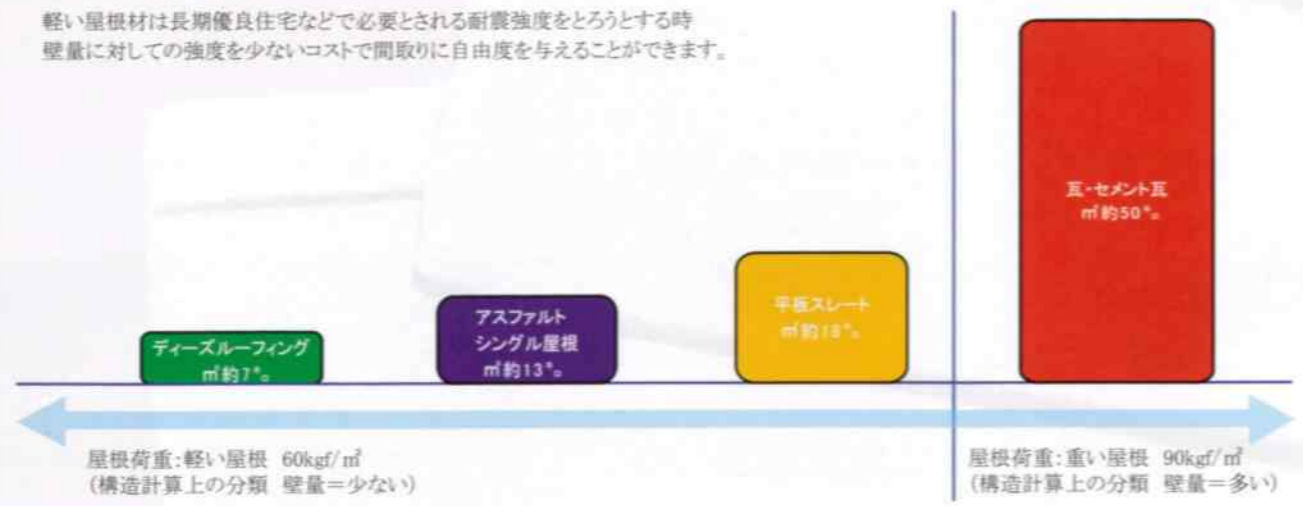 軽い屋根材は長期優良住宅などで必要とされる耐震強度をとろうとする時
壁量に対しての強度を少ないコストで間取りに自由度を与えることができます。
瓦・セメント瓦
㎡約50㌔。
平板スレート
㎡約18㌔。
アスファルト
シングル屋根
㎡約13㌔。
ディーズルーフィング
㎡約7㌔。
屋根荷重:軽い屋根 60kgf/㎡
(構造計算上の分類 壁量=少ない)
屋根荷重:重い屋根 90kgf/㎡
(構造計算上の分類 壁量=多い)